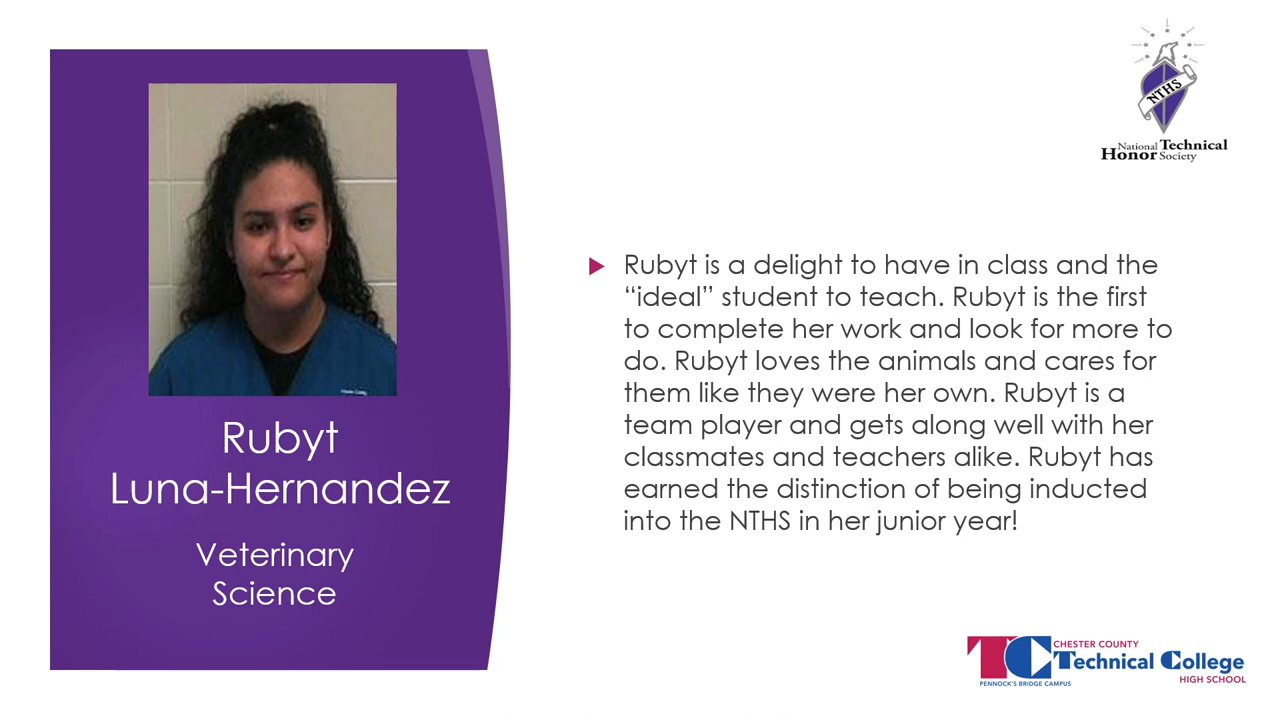 Rubyt
Luna-Hernandez
Veterinary
Science
NTHS
National Technical
Honor Society
Rubyt is a delight to have in class and the
“ideal” student to teach. Rubyt is the first
to complete her work and look for more to
do. Rubyt loves the animals and cares for
them like they were her own. Rubyt is a
team player and gets along well with her
classmates and teachers alike. Rubyt has
earned the distinction of being inducted
into the NTHS in her junior year!
TC
CHESTER COUNTY
Technical College
HIGH SCHOOL
PENNOCK'S BRIDGE CAMPUS